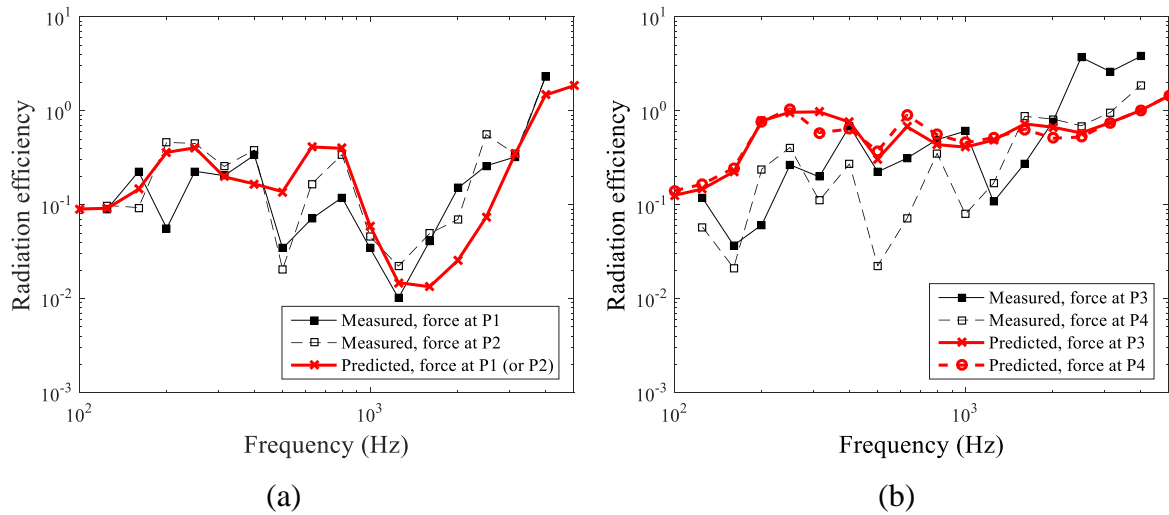 Radiation efficiency
10^1
10^0
10^-1
10^-2
10^-3
10^2
10^3
Frequency (Hz)
Measured, force at P1
Measured, force at P2
Predicted, force at P1 (or P2)
(a)
Radiation efficiency
10^1
10^0
10^-1
10^-2
10^-3
10^2
10^3
Frequency (Hz)
Measured, force at P3
Measured, force at P4
Predicted, force at P3
Predicted, force at P4
(b)